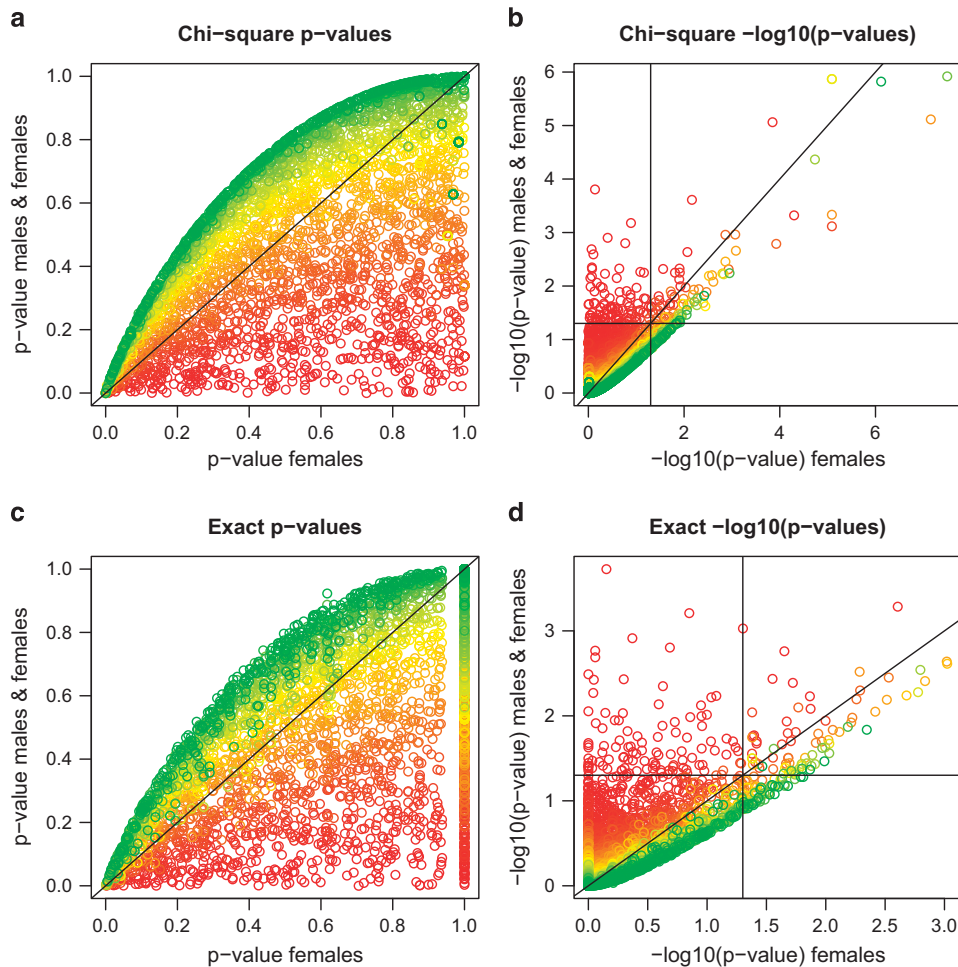 a
Chi−square p−values
p−value males & females
1.0
0.8
0.6
0.4
0.2
0.0
0.0 0.2 0.4 0.6 0.8 1.0
p−value females
b
Chi−square −log10(p−values)
−log10(p−value) males & females
6
5
4
3
2
1
0
0 2 4 6
−log10(p−value) females
c
Exact p−values
p−value males & females
1.0
0.8
0.6
0.4
0.2
0.0
0.0 0.2 0.4 0.6 0.8 1.0
p−value females
d
Exact −log10(p−values)
−log10(p−value) males & females
3
2
1
0
0.0 0.5 1.0 1.5 2.0 2.5 3.0
−log10(p−value) females